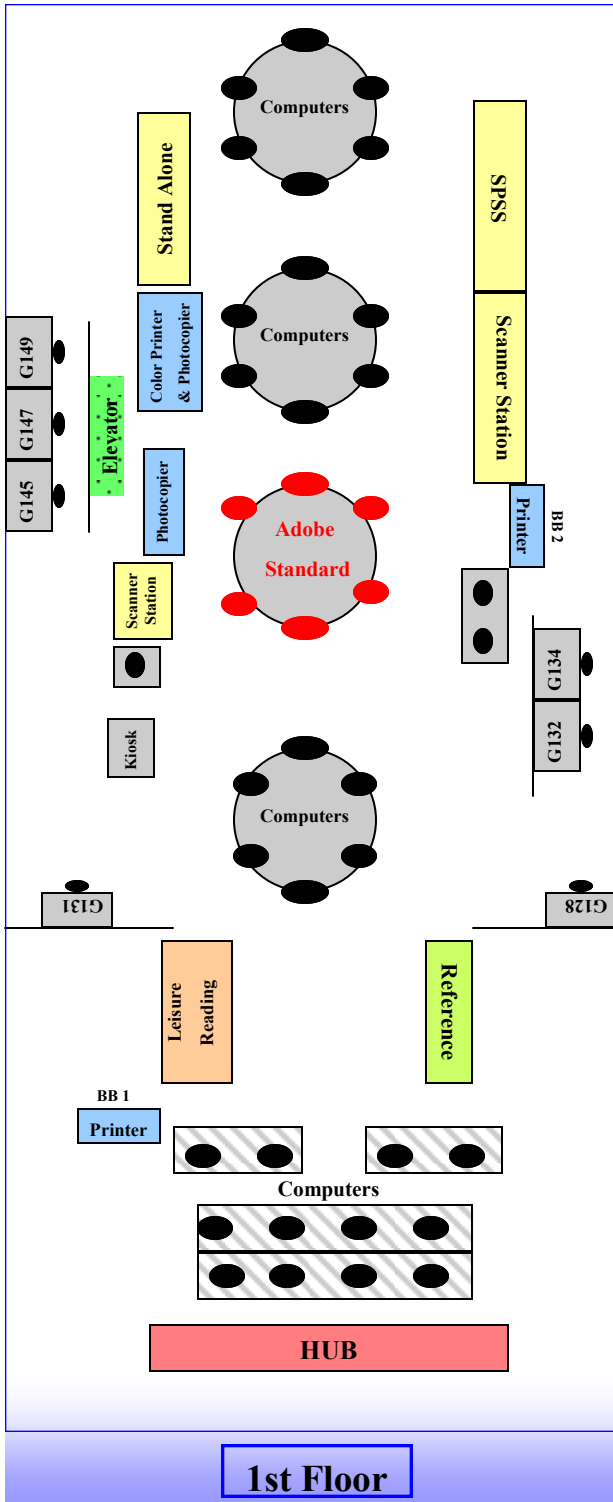 Computers
Stand Alone
SPSS
Computers
Color Printer
& Photocopier
Scanner Station
G149
G147
G145
Elevator
Photocopier
Printer
BB 2
Adobe
Standard
Scanner
Station
G134
G132
Kiosk
Computers
G131
G128
Leisure
Reading
Reference
BB 1
Printer
Computers
HUB
1st Floor